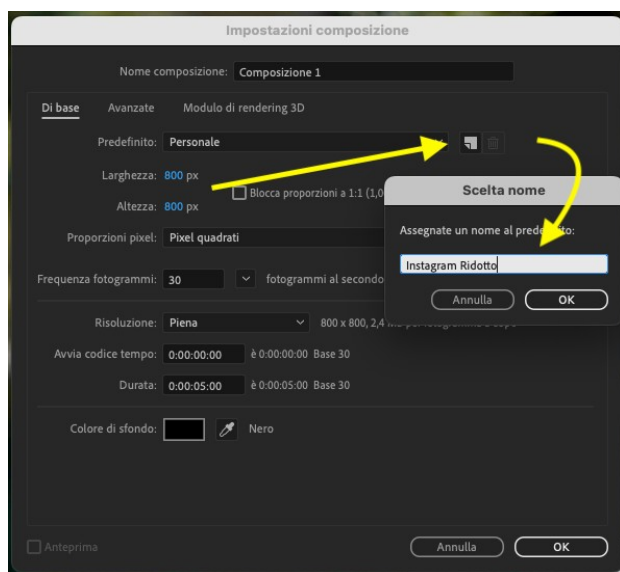 Impostazioni composizione
Nome composizione: Composizione 1
Di base Avanzate Modulo di rendering 3D
Predefinito: Personale
Larghezza: 800 px
Blocca proporzioni a 1:1 (1,0
Altezza: 800 px
Proporzioni pixel: Pixel quadrati
Frequenza fotogrammi: 30 fotogrammi al secondo
Risoluzione: Piena 800 x 800, 2,4
Avvia codice tempo: 0:00:00:00 è 0:00:00:00 Base 30
Durata: 0:00:05:00 è 0:00:05:00 Base 30
Colore di sfondo: Nero
Anteprima Annulla OK
Scelta nome
Assegnate un nome al
Instagram Ridotto
Annulla OK